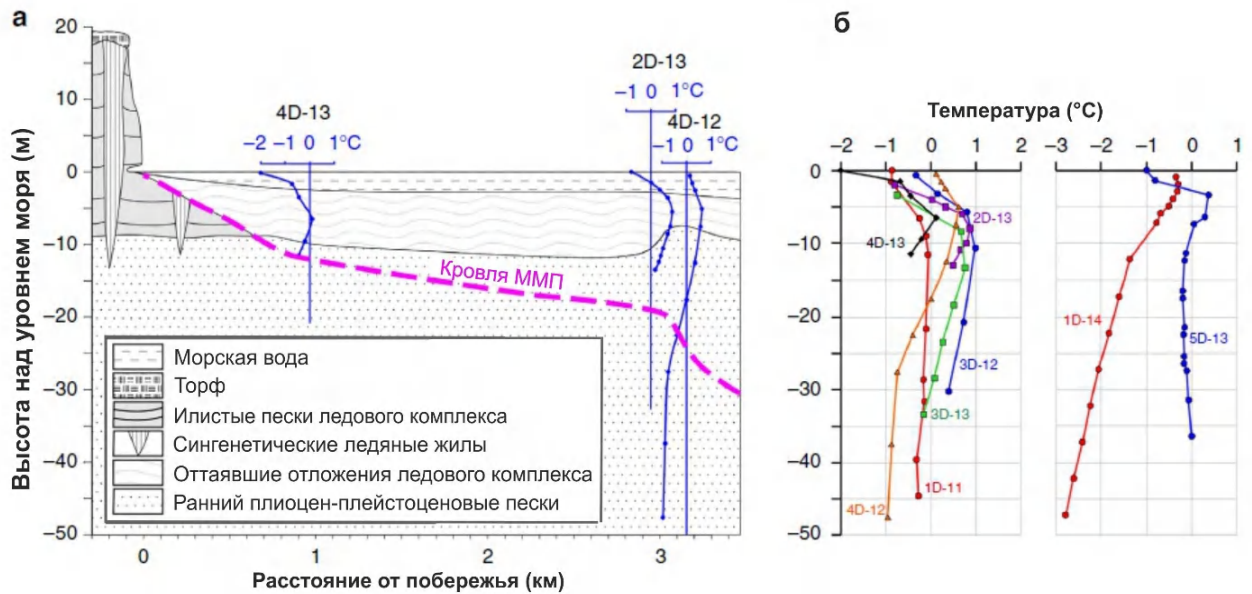 а
20
10
0
−10
−20
−30
−40
−50
Высота над уровнем моря (м)
4D-13
−2 −1 0 1°C
2D-13
−1 0 1°C
4D-12
−1 0 1°C
Кровля ММП
Морская вода
Торф
Илистые пески ледового комплекса
Сингенетические ледяные жилы
Оттаявшие отложения ледового комплекса
Ранний плиоцен-плейстоценовые пески
0 1 2 3
Расстояние от побережья (км)
б
Температура (°C)
−2 −1 0 1 2
−3 −2 −1 0 1
0
−10
−20
−30
−40
−50
2D-13
4D-13
3D-12
3D-13
1D-11
4D-12
1D-14
5D-13